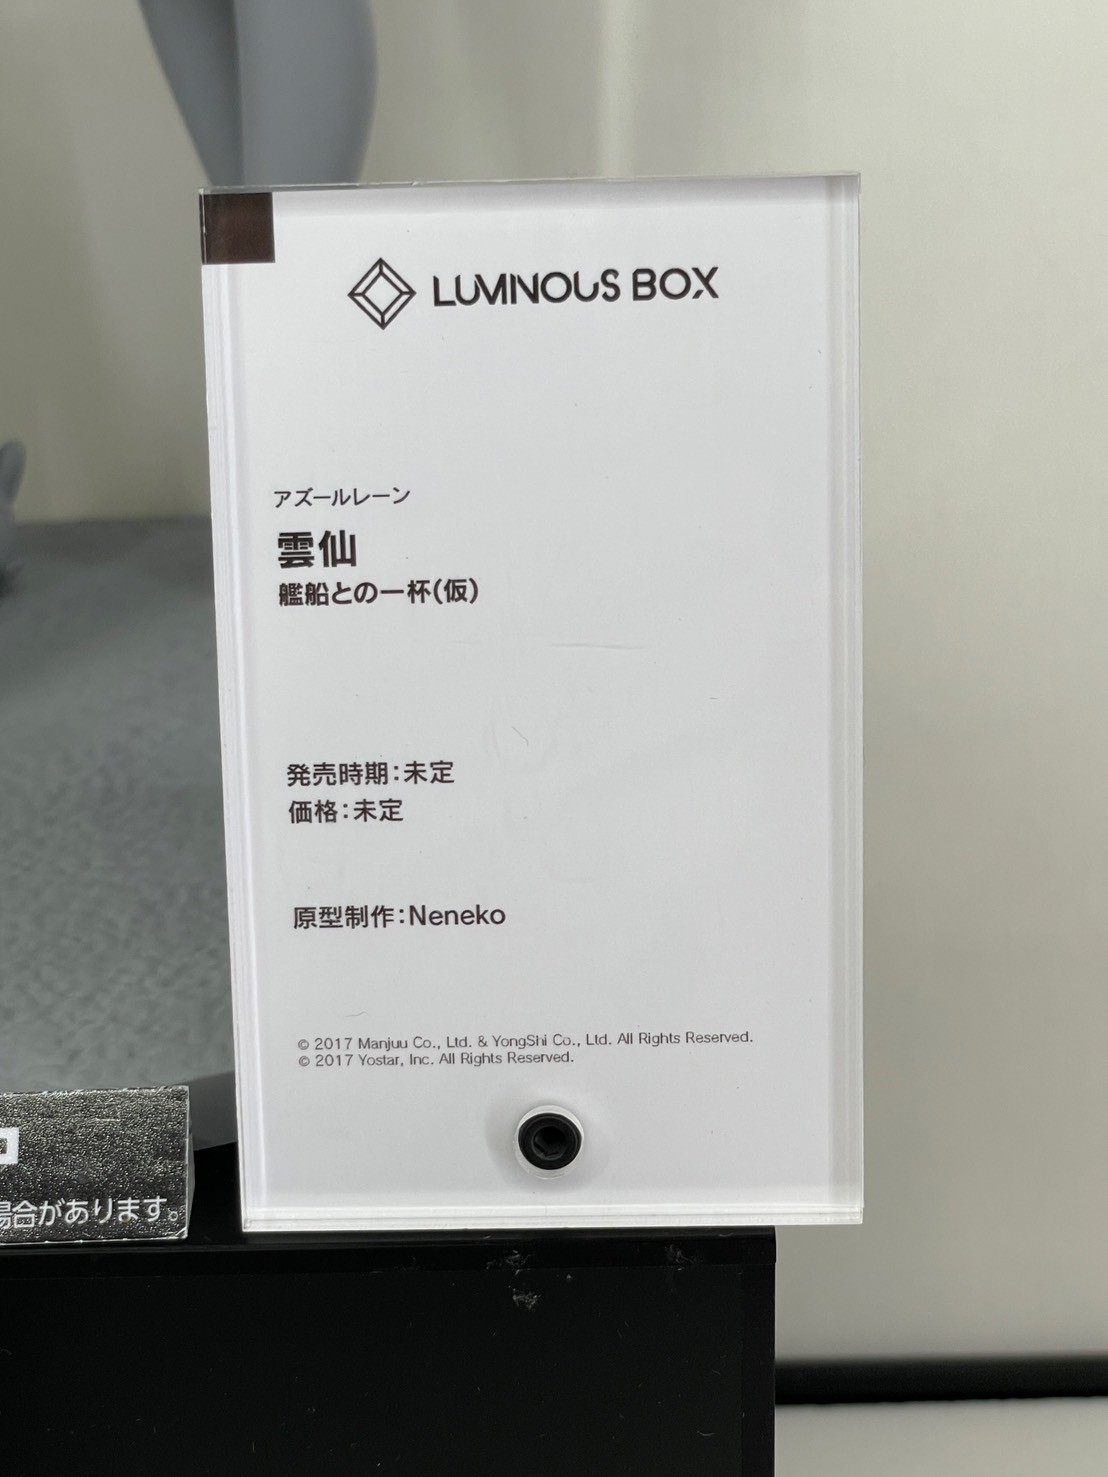 LUMINOUS BOX
アズールレーン
雲仙
艦船との一杯(仮)
発売時期：未定
価格：未定
原型制作：Neneko
© 2017 Manjuu Co., Ltd. & YongShi Co., Ltd. All Rights Reserved.
© 2017 Yostar, Inc. All Rights Reserved.
場合があります。